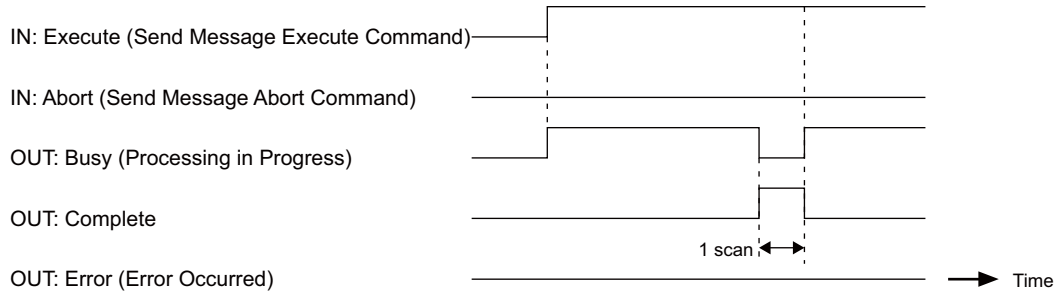 IN: Execute (Send Message Execute Command)
IN: Abort (Send Message Abort Command)
OUT: Busy (Processing in Progress)
OUT: Complete
1 scan
OUT: Error (Error Occurred)
Time